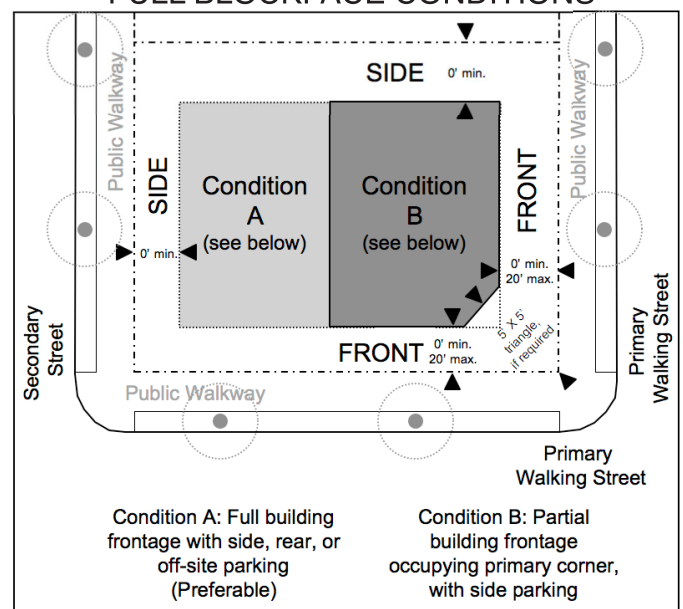 FULL BLOCKFACE CONDITIONS
SIDE
0' min.
Public Walkway
Public Walkway
SIDE
Condition
A
(see below)
Condition
B
(see below)
FRONT
0' min.
0' min.
20' max.
5' X 5'
triangle,
if required
FRONT
0' min.
20' max.
Secondary
Street
Primary
Walking Street
Public Walkway
Primary
Walking Street
Condition A: Full building
frontage with side, rear, or
off-site parking
(Preferable)
Condition B: Partial
building frontage
occupying primary corner,
with side parking